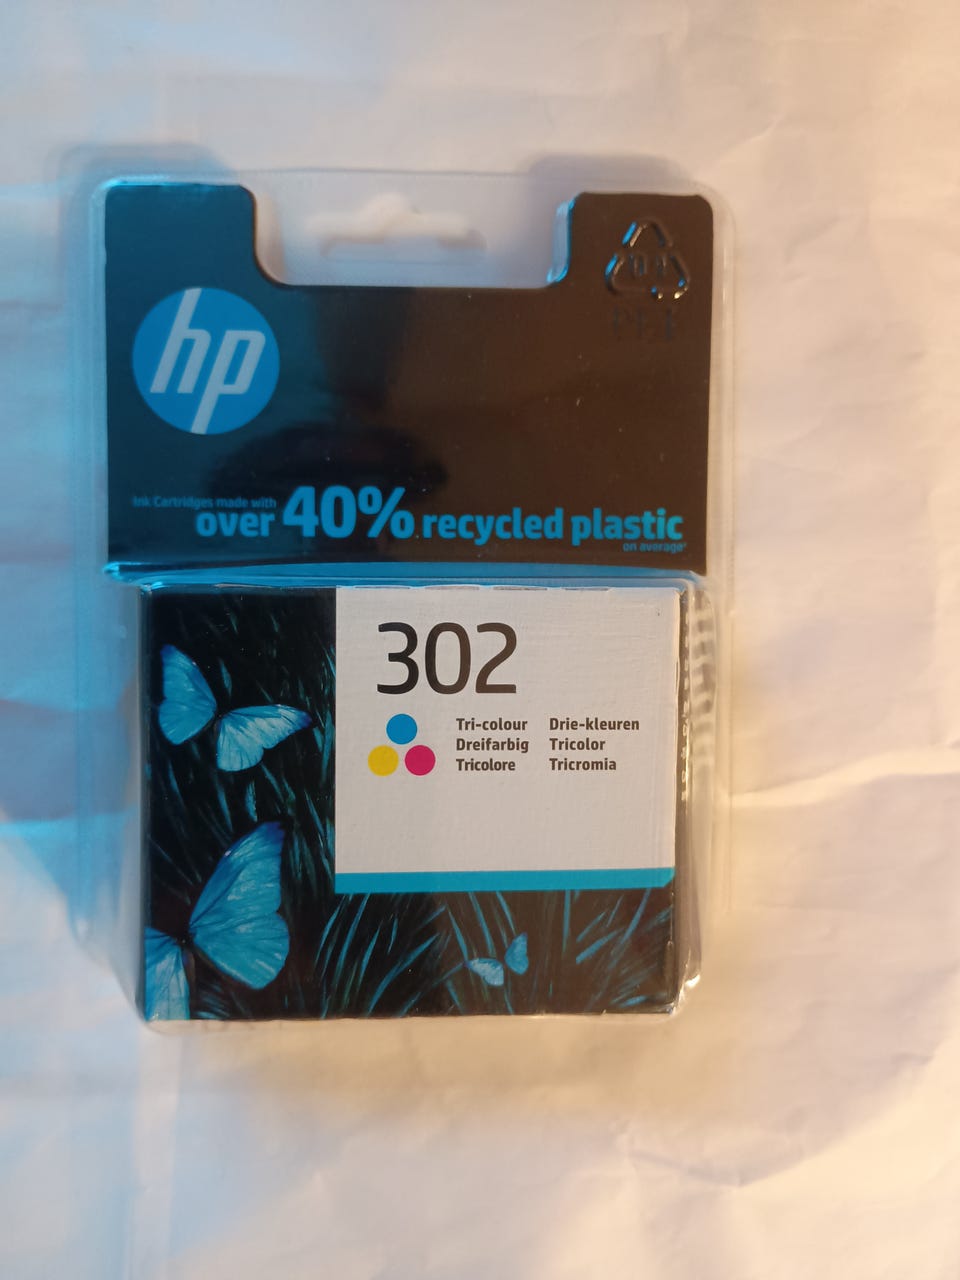 hp
Ink Cartridges made with
over 40% recycled plastic
on average*
302
Tri-colour Drie-kleuren
Dreifarbig Tricolor
Tricolore Tricromia